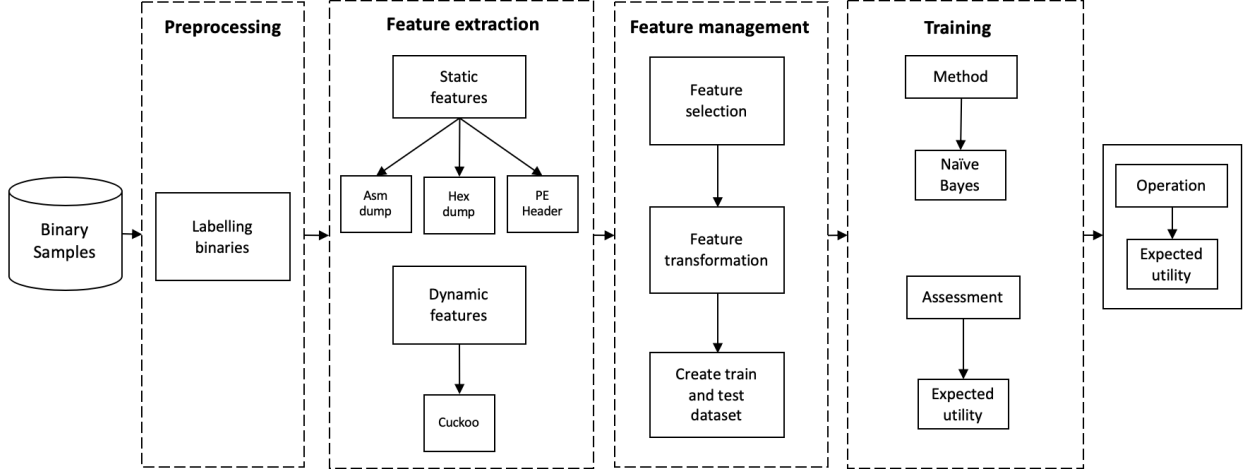 Preprocessing
Feature extraction
Feature management
Training
Binary
Samples
Labelling
binaries
Static
features
Asm
dump
Hex
dump
PE
Header
Dynamic
features
Cuckoo
Feature
selection
Feature
transformation
Create train
and test
dataset
Method
Naïve
Bayes
Assessment
Expected
utility
Operation
Expected
utility